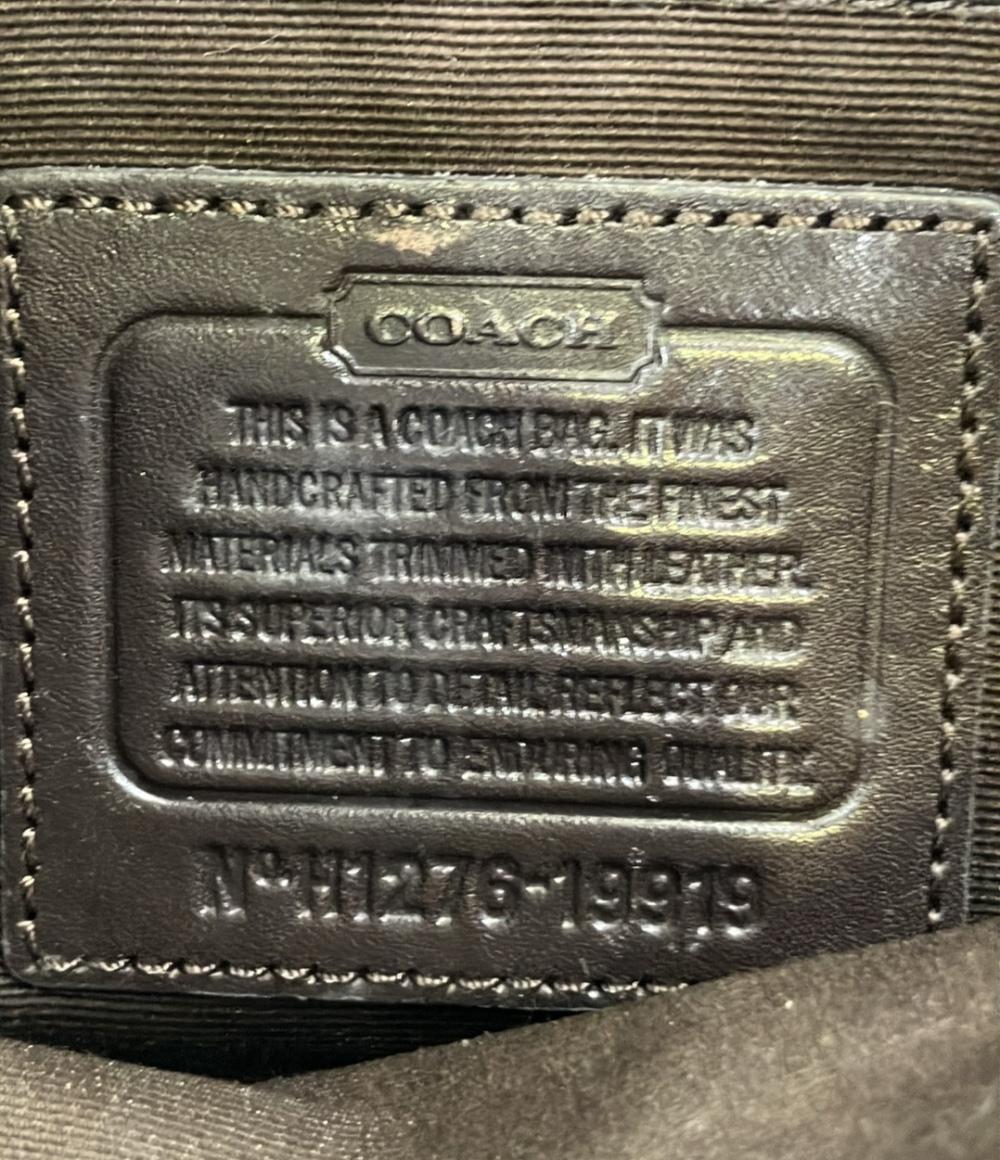 COACH
THIS IS A COACH BAG. IT WAS
HANDCRAFTED FROM THE FINEST
MATERIALS TRIMMED WITH LEATHER.
ITS SUPERIOR CRAFTSMANSHIP AND
ATTENTION TO DETAIL REFLECT OUR
COMMITMENT TO ENDURING QUALITY.
Nº H1276-19919